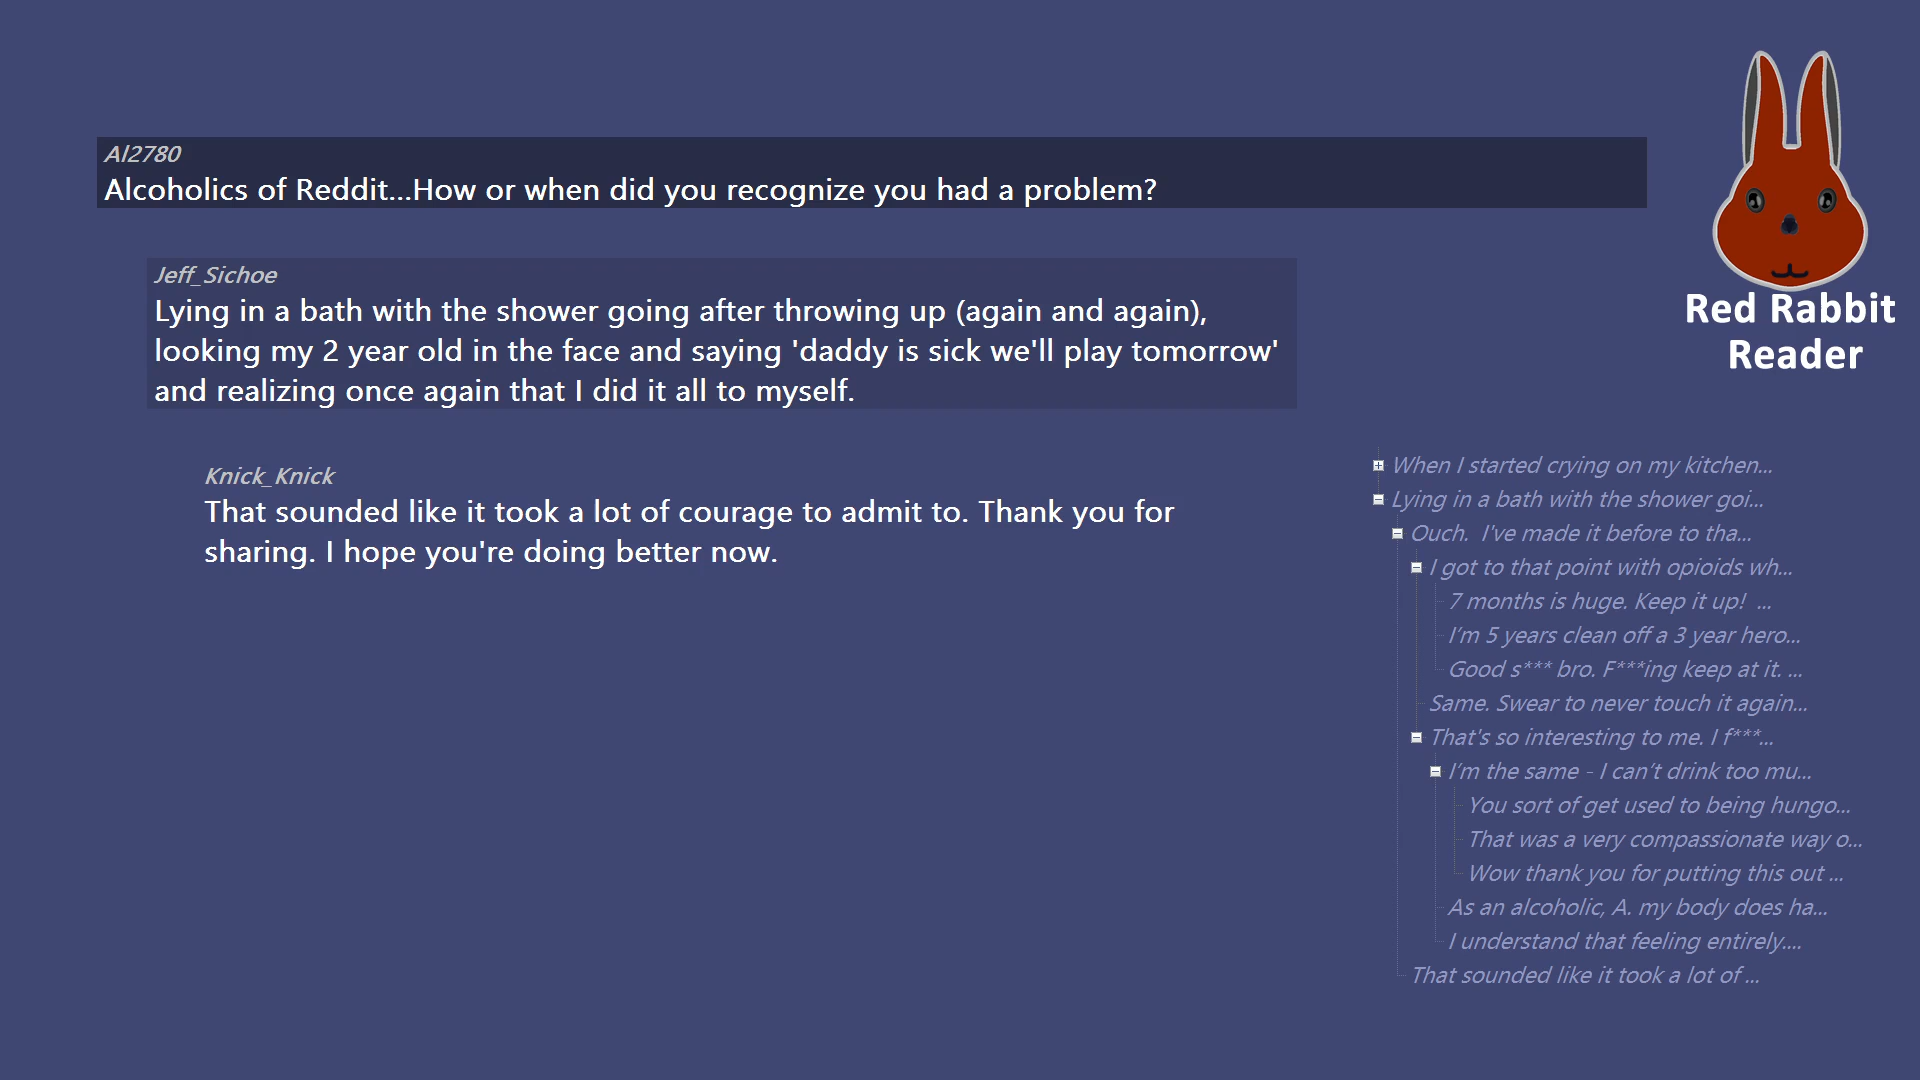 Al2780
Alcoholics of Reddit...How or when did you recognize you had a problem?
Jeff_Sichoe
Lying in a bath with the shower going after throwing up (again and again),
looking my 2 year old in the face and saying 'daddy is sick we'll play tomorrow'
and realizing once again that I did it all to myself.
Knick_Knick
That sounded like it took a lot of courage to admit to. Thank you for
sharing. I hope you're doing better now.
Red Rabbit
Reader
When I started crying on my kitchen...
Lying in a bath with the shower goi...
Ouch.  I've made it before to tha...
I got to that point with opioids wh...
7 months is huge. Keep it up!  ...
I’m 5 years clean off a 3 year hero...
Good s*** bro. F***ing keep at it. ...
Same. Swear to never touch it again...
That's so interesting to me. I f***...
I’m the same - I can’t drink too mu...
You sort of get used to being hungo...
That was a very compassionate way o...
Wow thank you for putting this out ...
As an alcoholic, A. my body does ha...
I understand that feeling entirely....
That sounded like it took a lot of ...